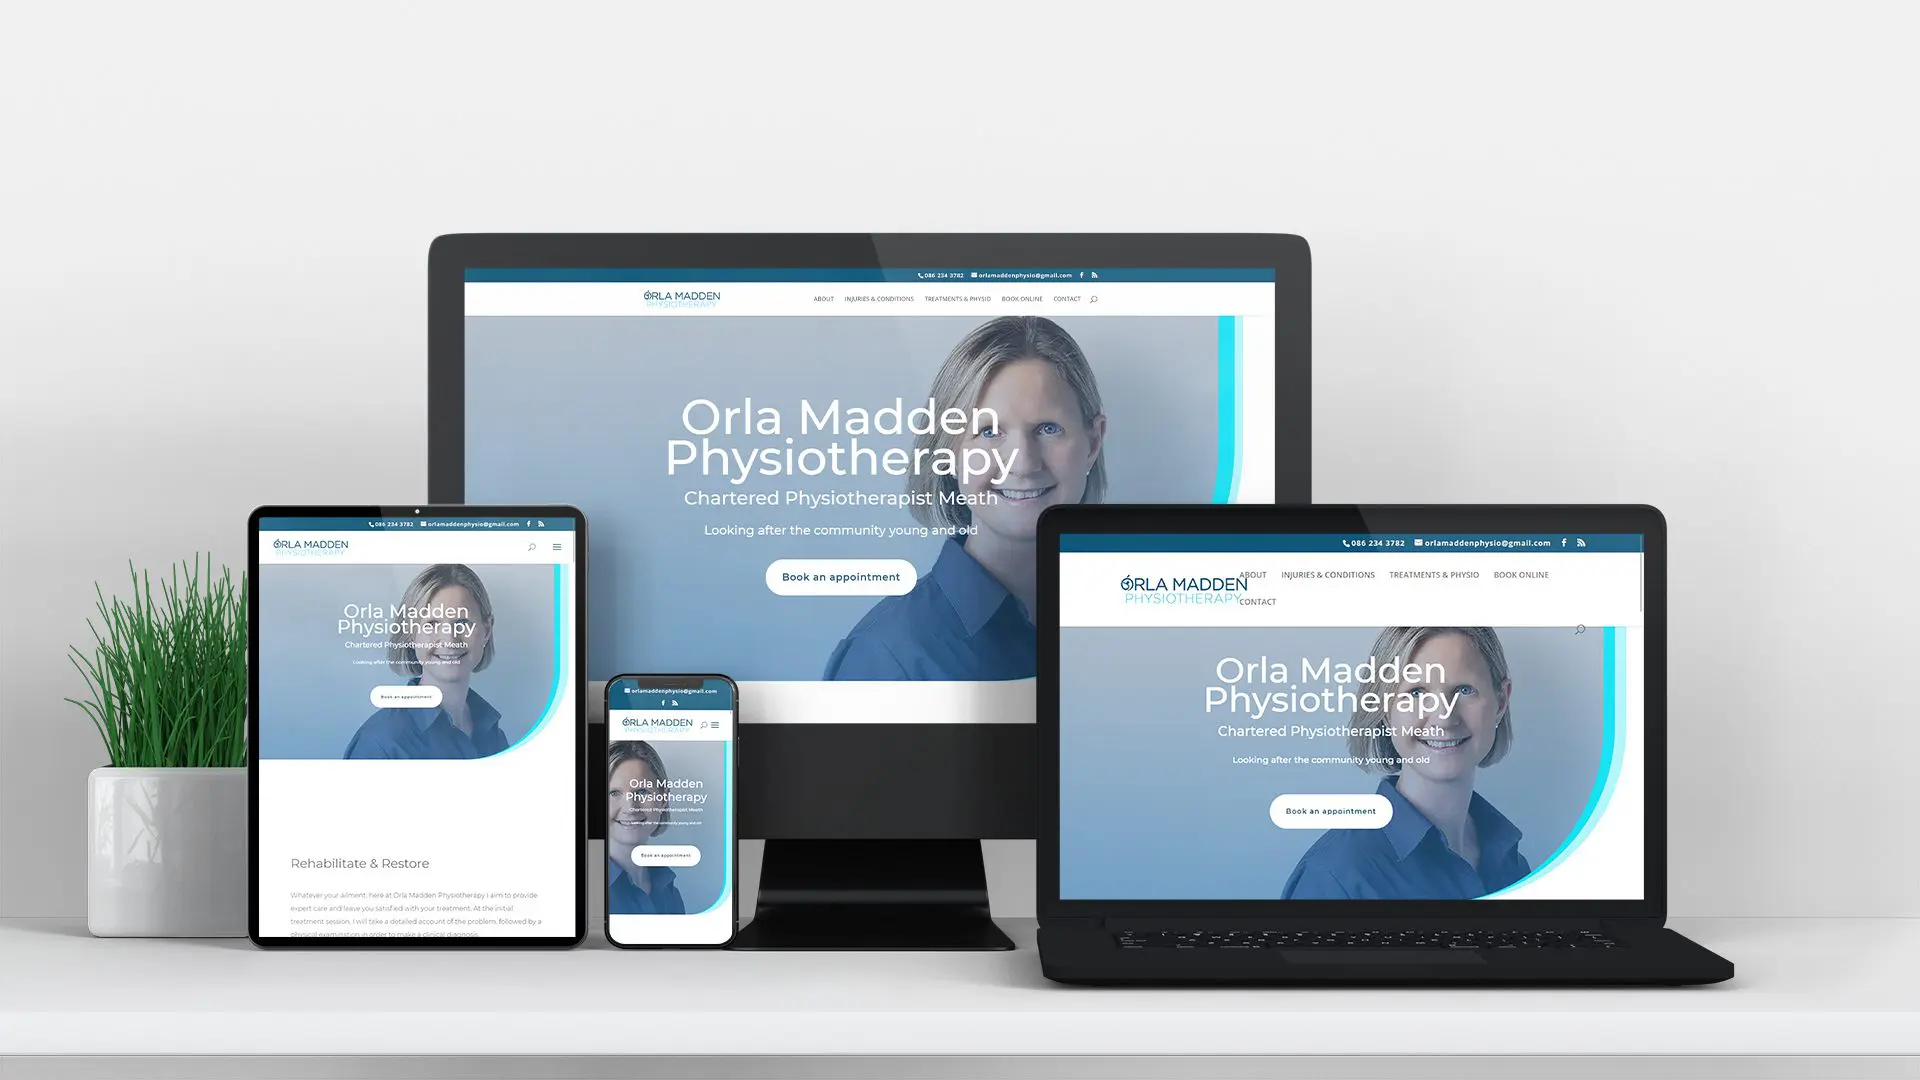 086 234 3782 orlamaddenphysio@gmail.com
ORLA MADDEN
PHYSIOTHERAPY
ABOUT INJURIES & CONDITIONS TREATMENTS & PHYSIO BOOK ONLINE CONTACT
Orla Madden
Physiotherapy
Chartered Physiotherapist Meath
Looking after the community young and old
Book an appointment
086 234 3782 orlamaddenphysio@gmail.com
ORLA MADDEN
PHYSIOTHERAPY
Orla Madden
Physiotherapy
Chartered Physiotherapist Meath
Looking after the community young and old
Book an appointment
Rehabilitate & Restore
Whatever your ailment, here at Orla Madden Physiotherapy I aim to provide
expert care and leave you satisfied with your treatment. At the initial
treatment session, I will take a detailed account of the problem, followed by a
physical examination in order to make a clinical diagnosis.
orlamaddenphysio@gmail.com
ORLA MADDEN
PHYSIOTHERAPY
Orla Madden
Physiotherapy
Chartered Physiotherapist Meath
Looking after the community young and old
Book an appointment
086 234 3782 orlamaddenphysio@gmail.com
ORLA MADDEN
PHYSIOTHERAPY
ABOUT INJURIES & CONDITIONS TREATMENTS & PHYSIO BOOK ONLINE
CONTACT
Orla Madden
Physiotherapy
Chartered Physiotherapist Meath
Looking after the community young and old
Book an appointment